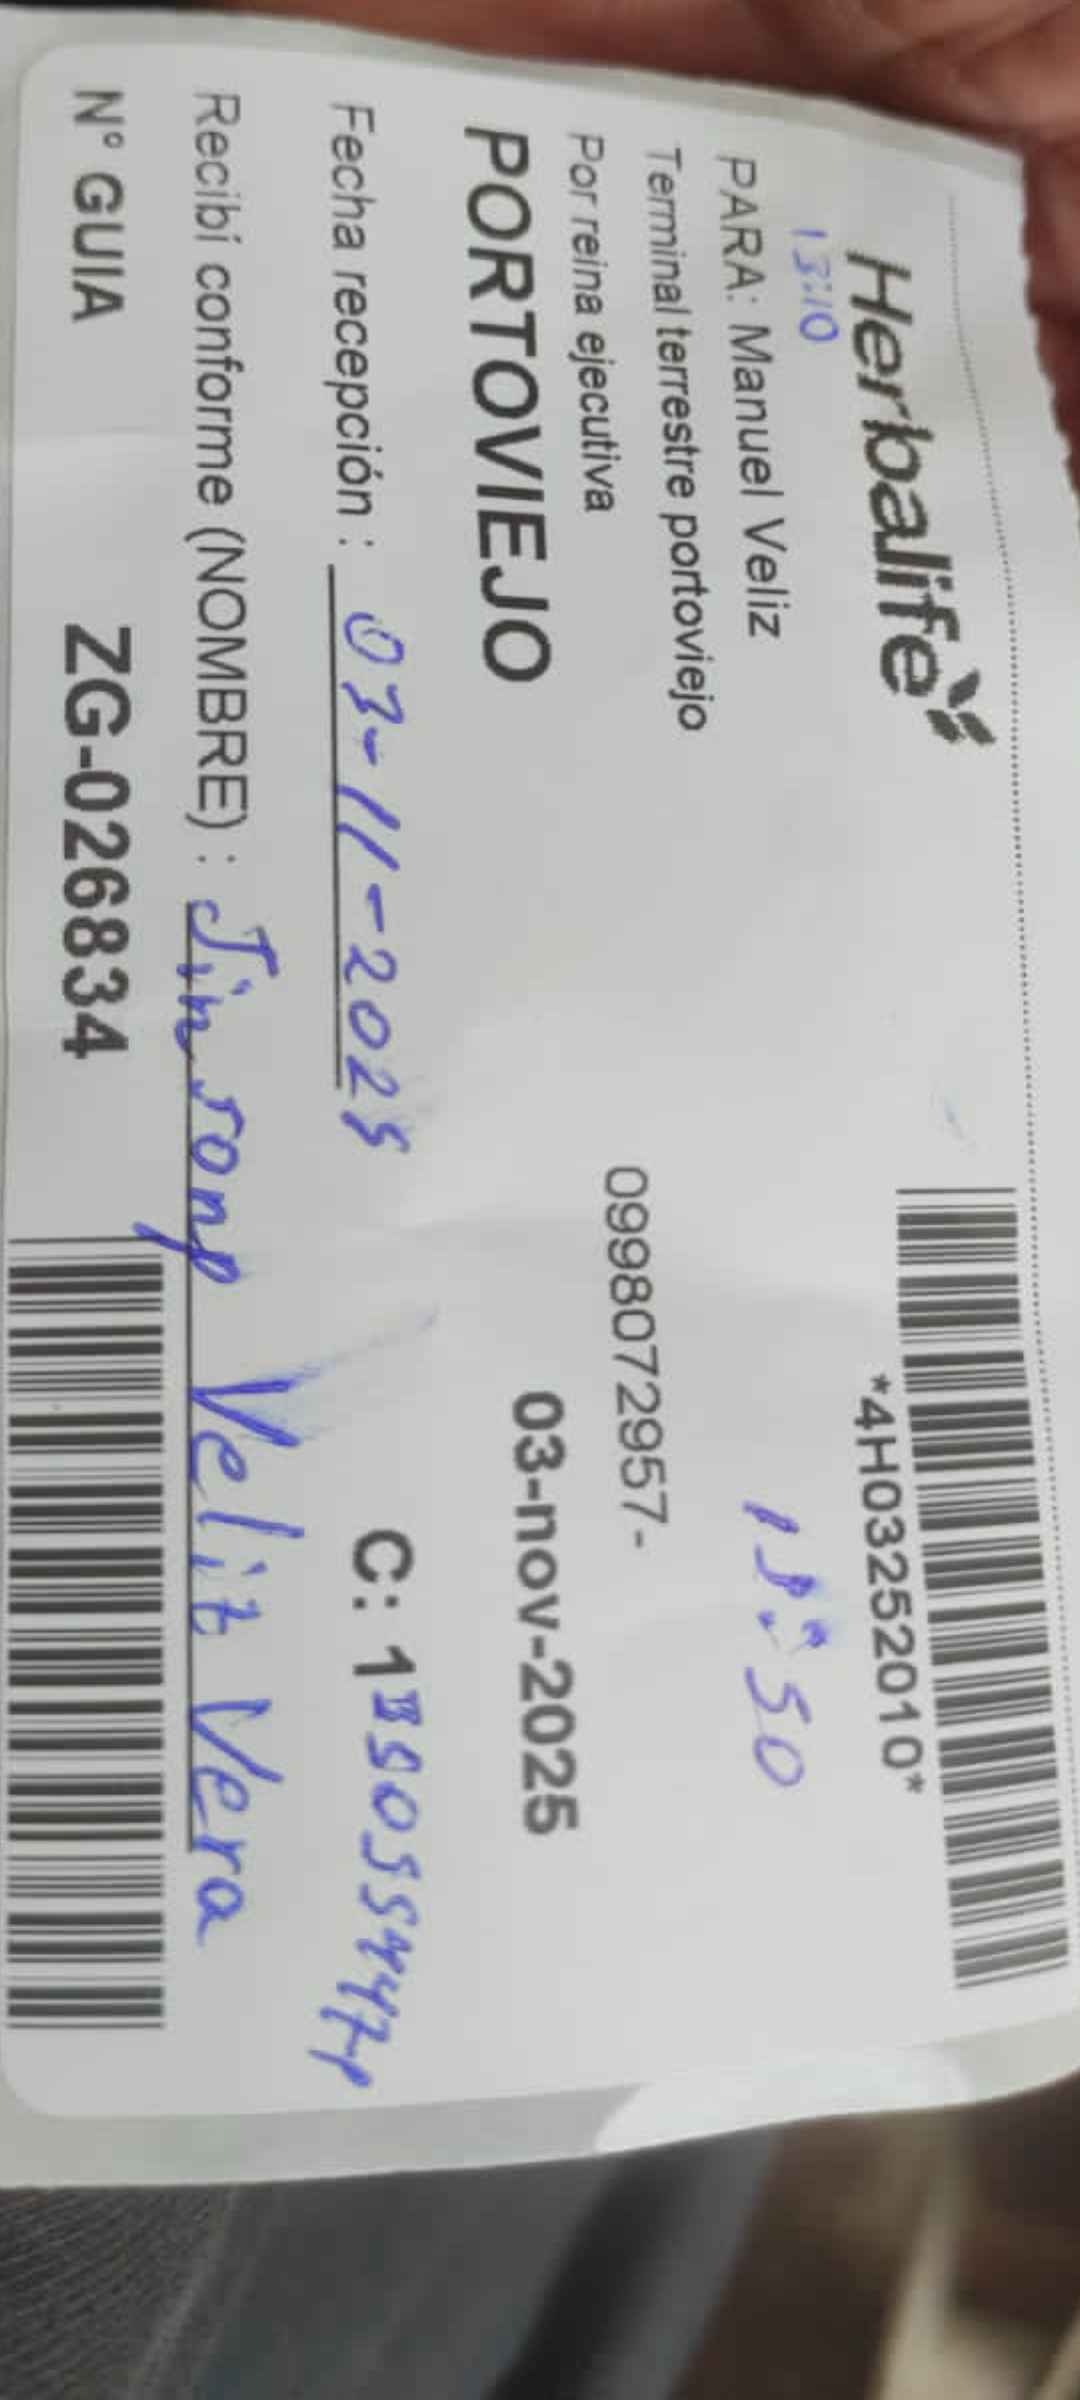 Herbalife
*4H03252010*
13:10
PARA: Manuel Veliz
Terminal terrestre portoviejo
Por reina ejecutiva
0998072957-
PORTOVIEJO
03-nov-2025
Fecha recepción : 03-11-2025
C: 1
Recibí conforme (NOMBRE) : Vera
N° GUIA ZG-026834